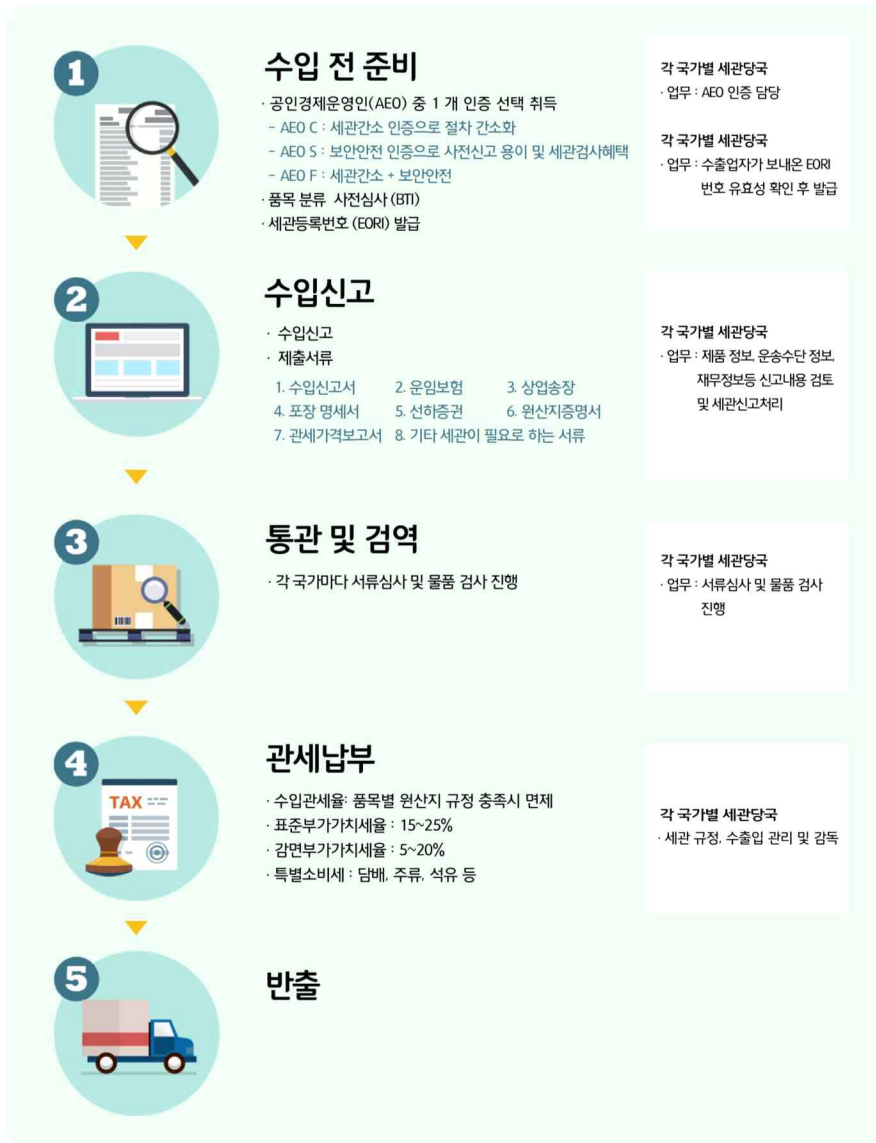 1
수입 전 준비
· 공인경제운영인(AEO) 중 1 개 인증 선택 취득
- AEO C : 세관간소 인증으로 절차 간소화
- AEO S : 보안안전 인증으로 사전신고 용이 및 세관검사혜택
- AEO F : 세관간소 + 보안안전
· 품목 분류 사전심사 (BTI)
· 세관등록번호 (EORI) 발급
각 국가별 세관당국
· 업무 : AEO 인증 담당
각 국가별 세관당국
· 업무 : 수출업자가 보내온 EORI
번호 유효성 확인 후 발급
2
수입신고
· 수입신고
· 제출서류
1. 수입신고서 2. 운임보험 3. 상업송장
4. 포장 명세서 5. 선하증권 6. 원산지증명서
7. 관세가격보고서 8. 기타 세관이 필요로 하는 서류
각 국가별 세관당국
· 업무 : 제품 정보, 운송수단 정보,
재무정보등 신고내용 검토
및 세관신고처리
3
통관 및 검역
· 각 국가마다 서류심사 및 물품 검사 진행
각 국가별 세관당국
· 업무 : 서류심사 및 물품 검사
진행
4
TAX
관세납부
· 수입관세율: 품목별 원산지 규정 충족시 면제
· 표준부가가치세율 : 15~25%
· 감면부가가치세율 : 5~20%
· 특별소비세 : 담배, 주류, 석유 등
각 국가별 세관당국
· 세관 규정, 수출입 관리 및 감독
5
반출